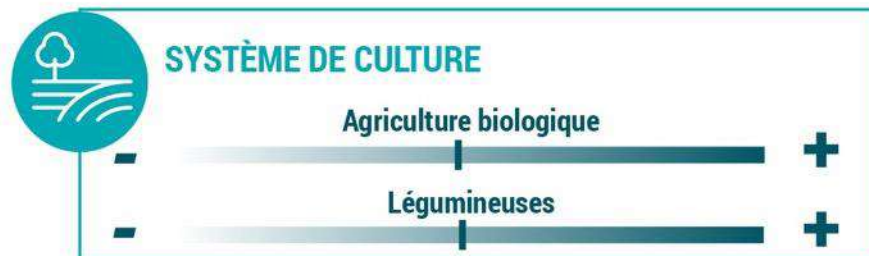 SYSTÈME DE CULTURE
Agriculture biologique
- +
Légumineuses
- +